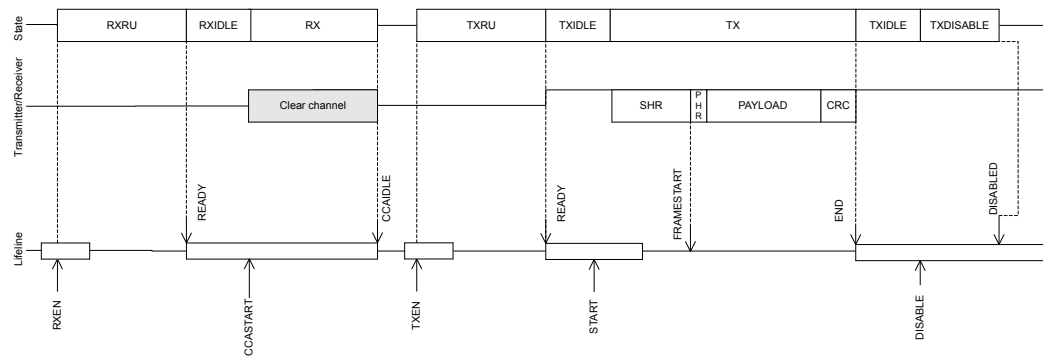 State
RXRU
RXIDLE
RX
TXRU
TXIDLE
TX
TXIDLE
TXDISABLE
Transmitter/Receiver
Clear channel
SHR
PHR
PAYLOAD
CRC
READY
CCAIDLE
READY
FRAMESTART
END
DISABLED
Lifeline
RXEN
CCASTART
TXEN
START
DISABLE